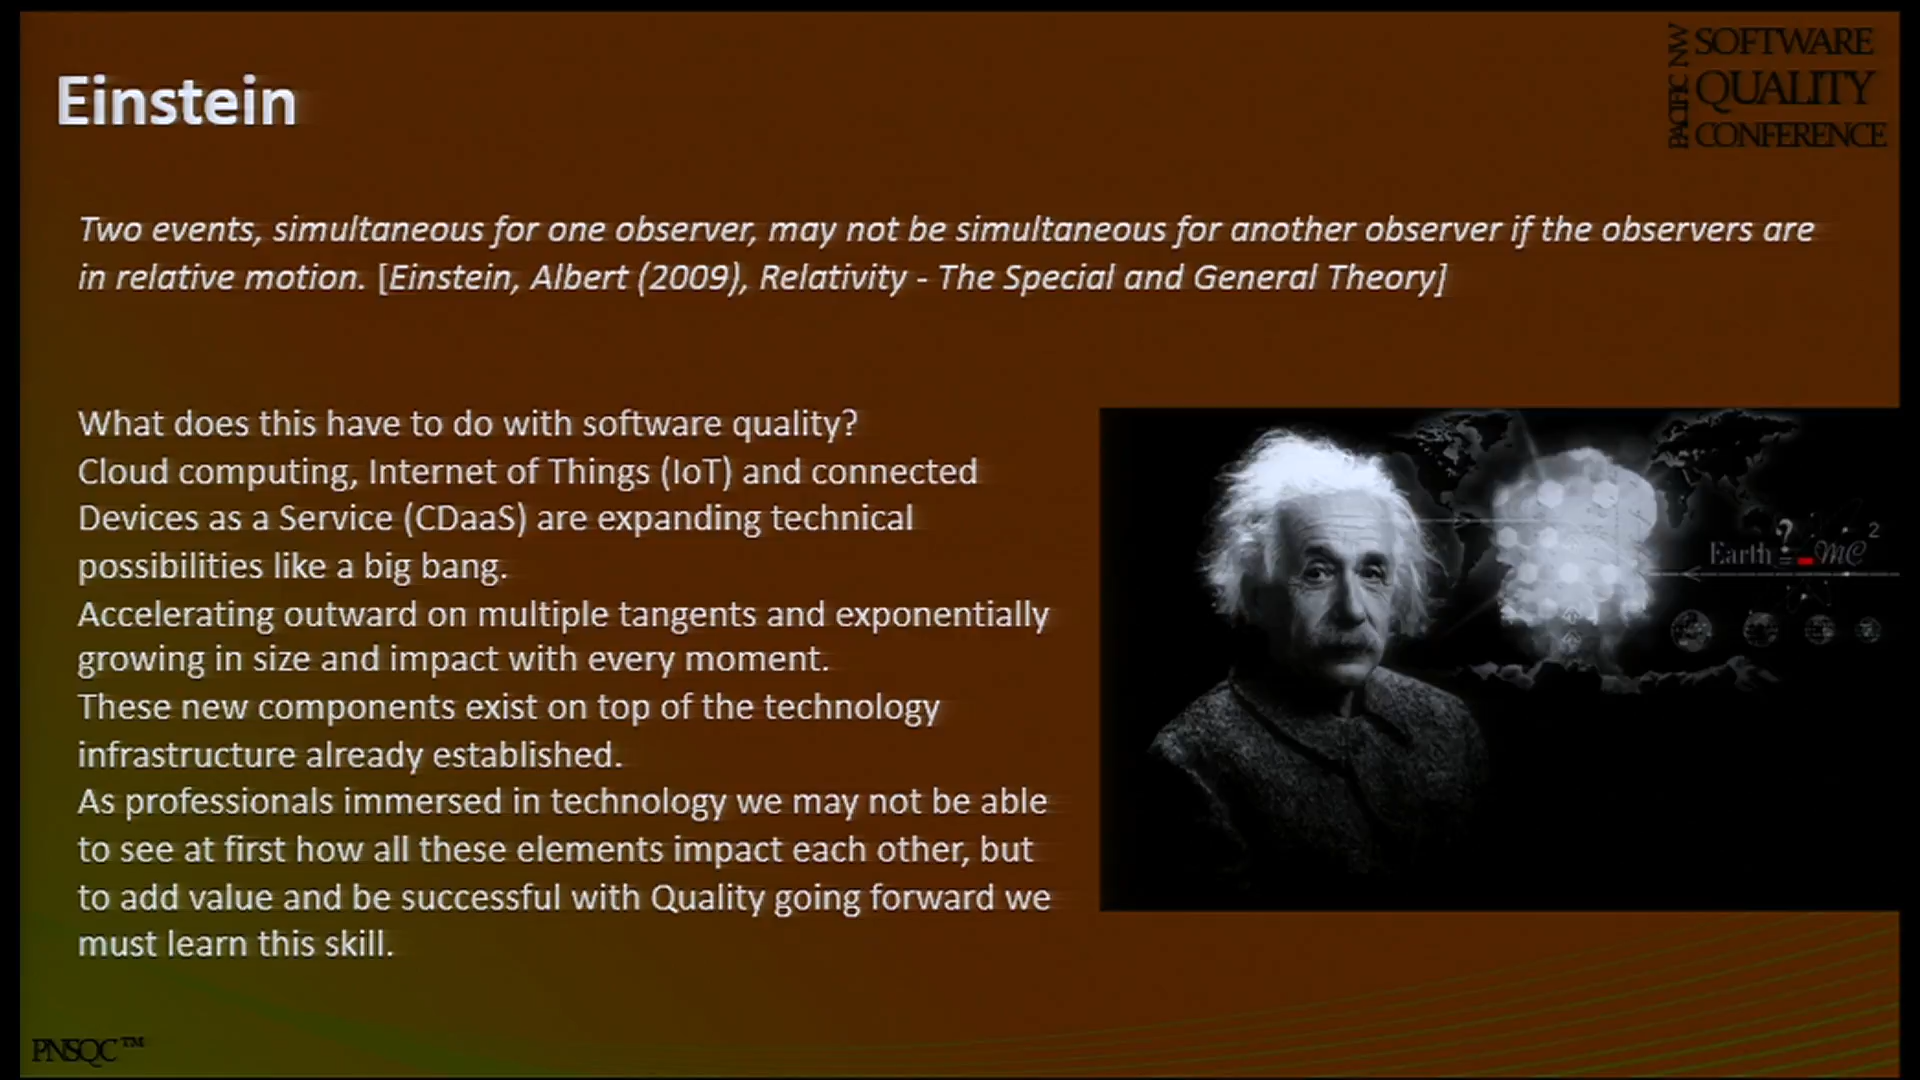 Einstein
PACIFIC NW
SOFTWARE
QUALITY
CONFERENCE
Two events, simultaneous for one observer, may not be simultaneous for another observer if the observers are
in relative motion. [Einstein, Albert (2009), Relativity - The Special and General Theory]
What does this have to do with software quality?
Cloud computing, Internet of Things (IoT) and connected
Devices as a Service (CDaaS) are expanding technical
possibilities like a big bang.
Accelerating outward on multiple tangents and exponentially
growing in size and impact with every moment.
These new components exist on top of the technology
infrastructure already established.
As professionals immersed in technology we may not be able
to see at first how all these elements impact each other, but
to add value and be successful with Quality going forward we
must learn this skill.
?
Earth = mc 2
PNSQC™